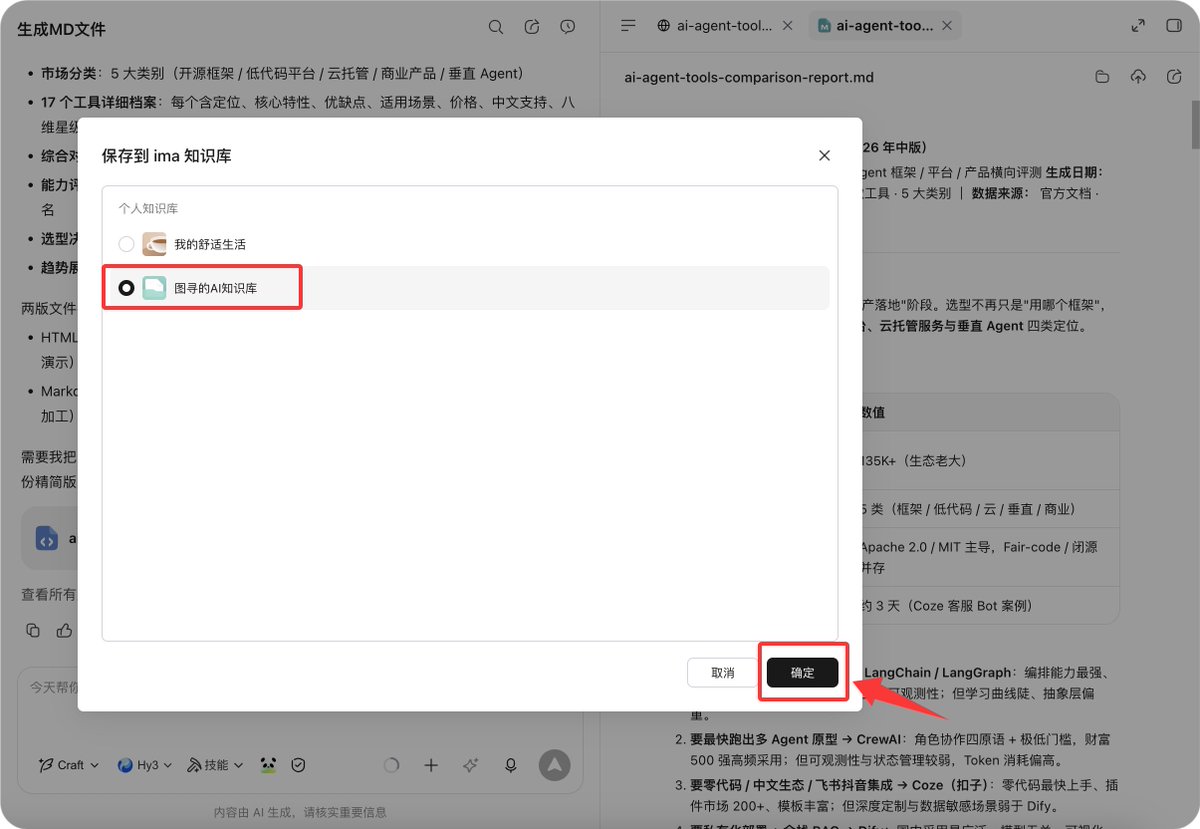 生成MD文件
• 市场分类：5 大类别（开源框架 / 低代码平台 / 云托管 / 商业产品 / 垂直 Agent）
• 17 个工具详细档案：每个含定位、核心特性、优缺点、适用场景、价格、中文支持、八
维星级
• 综合对
• 能力评
名
• 选型决
• 趋势展
两版文件
• HTML
演示）
• Markd
加工）
需要我把
份精简版
a
查看所有
今天帮你
Craft
Hy3
技能
内容由 AI 生成，请核实重要信息
保存到 ima 知识库
个人知识库
我的舒适生活
图寻的AI知识库
取消
确定
ai-agent-tool...
ai-agent-too...
ai-agent-tools-comparison-report.md
26 年中版）
gent 框架 / 平台 / 产品横向评测 生成日期：
工具 · 5 大类别 ｜ 数据来源： 官方文档 ·
产落地"阶段。选型不再只是"用哪个框架"，
台、云托管服务与垂直 Agent 四类定位。
数值
135K+（生态老大）
5 类（框架 / 低代码 / 云 / 垂直 / 商业）
Apache 2.0 / MIT 主导，Fair-code / 闭源
并存
约 3 天（Coze 客服 Bot 案例）
LangChain / LangGraph：编排能力最强、
可观测性；但学习曲线陡、抽象层偏
重。
2. 要最快跑出多 Agent 原型 → CrewAI：角色协作四原语 + 极低门槛，财富
500 强高频采用；但可观测性与状态管理较弱，Token 消耗偏高。
3. 要零代码 / 中文生态 / 飞书抖音集成 → Coze（扣子）：零代码最快上手、插
件市场 200+、模板丰富；但深度定制与数据敏感场景弱于 Dify。